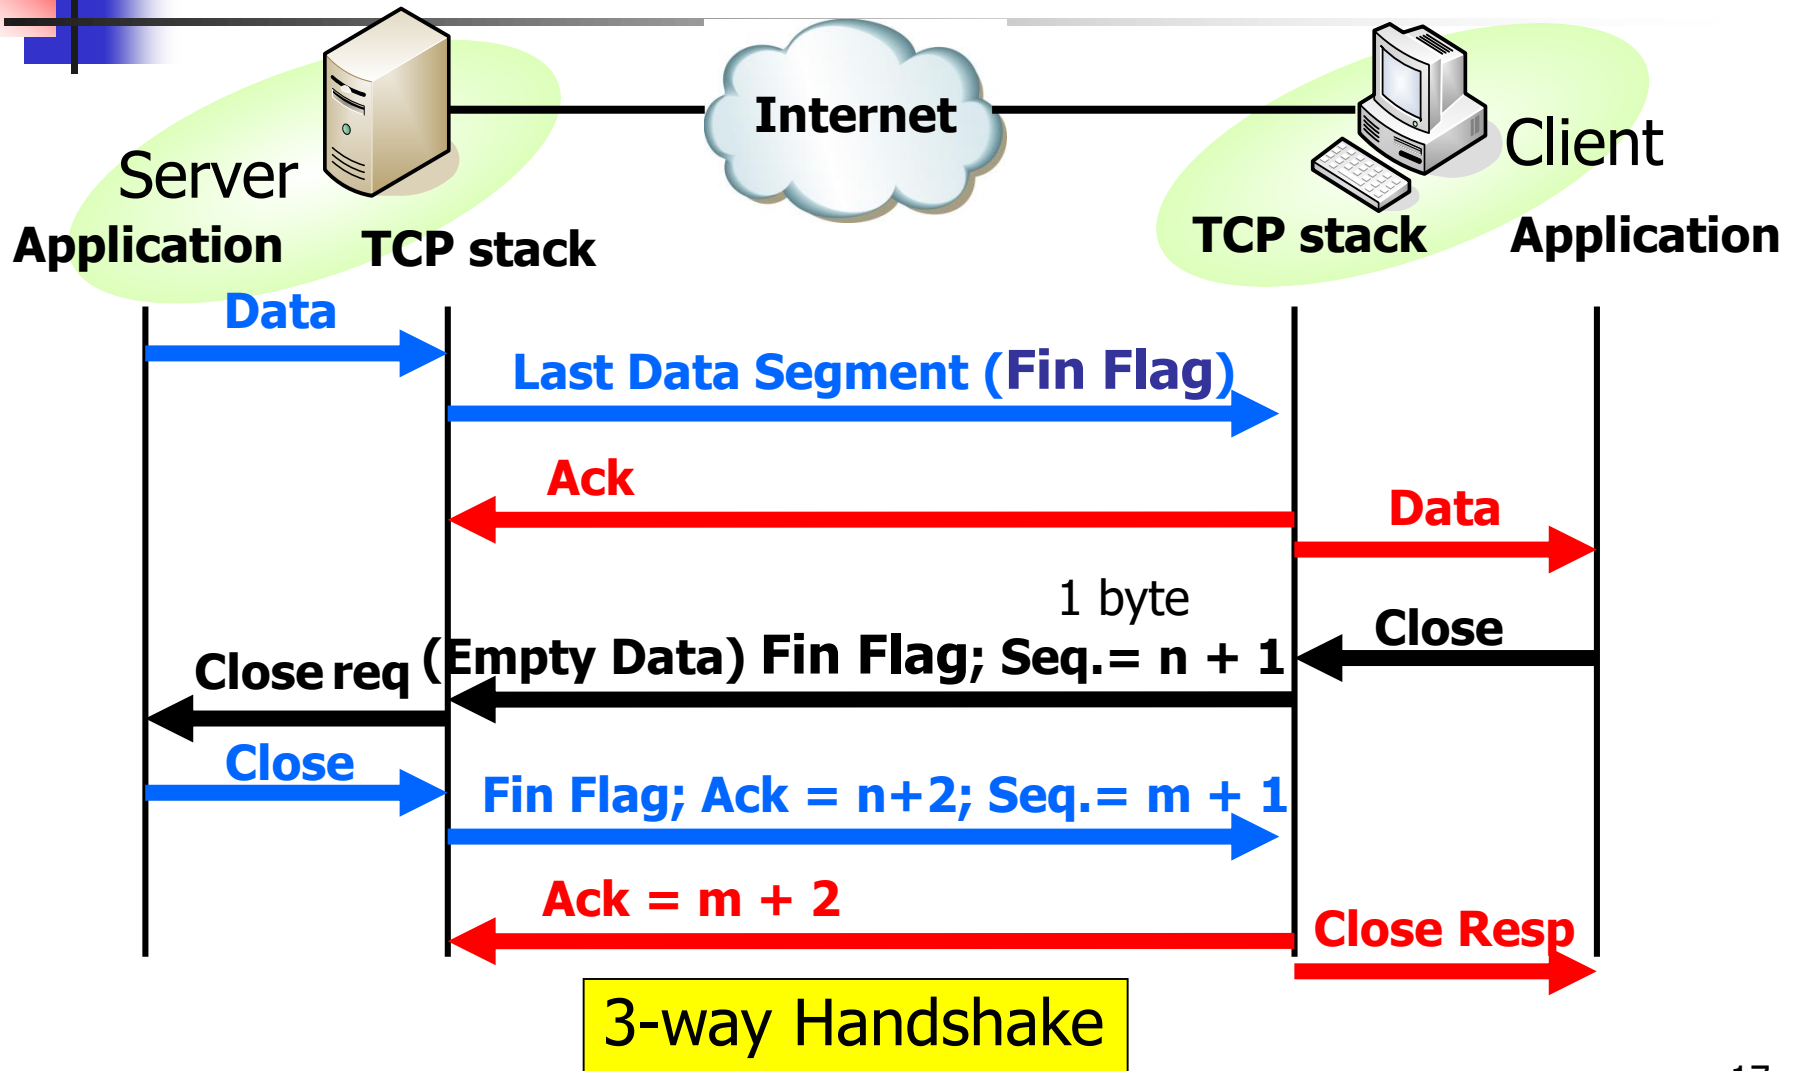 Internet
Server
Client
Application
TCP stack
TCP stack
Application
Data
Last Data Segment (Fin Flag)
Ack
Data
1 byte
Close
(Empty Data) Fin Flag; Seq.= n + 1
Close req
Close
Fin Flag; Ack = n+2; Seq.= m + 1
Ack = m + 2
Close Resp
3-way Handshake